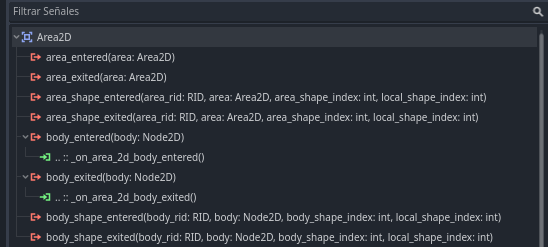 Filtrar Señales
Area2D
area_entered(area: Area2D)
area_exited(area: Area2D)
area_shape_entered(area_rid: RID, area: Area2D, area_shape_index: int, local_shape_index: int)
area_shape_exited(area_rid: RID, area: Area2D, area_shape_index: int, local_shape_index: int)
body_entered(body: Node2D)
.. :: _on_area_2d_body_entered()
body_exited(body: Node2D)
.. :: _on_area_2d_body_exited()
body_shape_entered(body_rid: RID, body: Node2D, body_shape_index: int, local_shape_index: int)
body_shape_exited(body_rid: RID, body: Node2D, body_shape_index: int, local_shape_index: int)